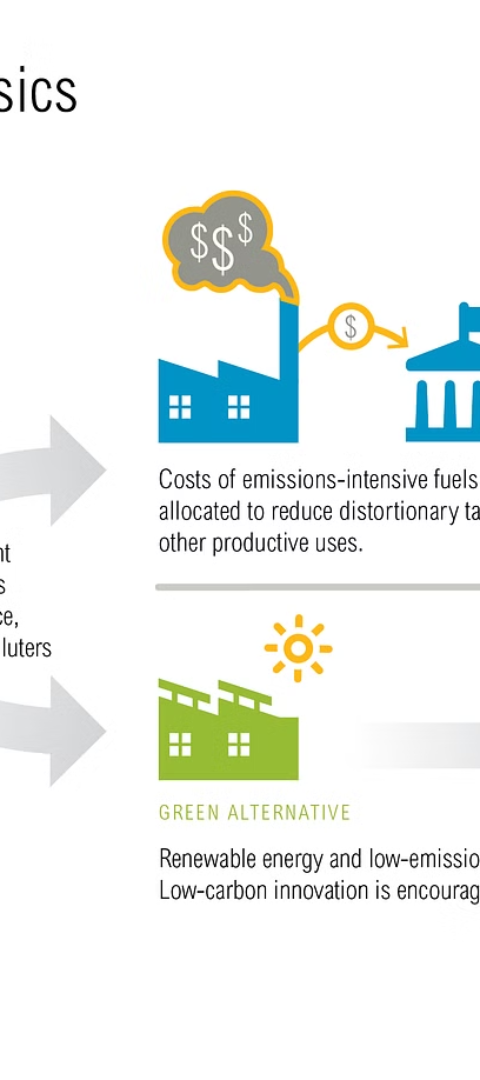 sics
$ $ $
$
Costs of emissions-intensive fuels
allocated to reduce distortionary ta
other productive uses.
nt
s
ce,
luters
GREEN ALTERNATIVE
Renewable energy and low-emissio
Low-carbon innovation is encourag